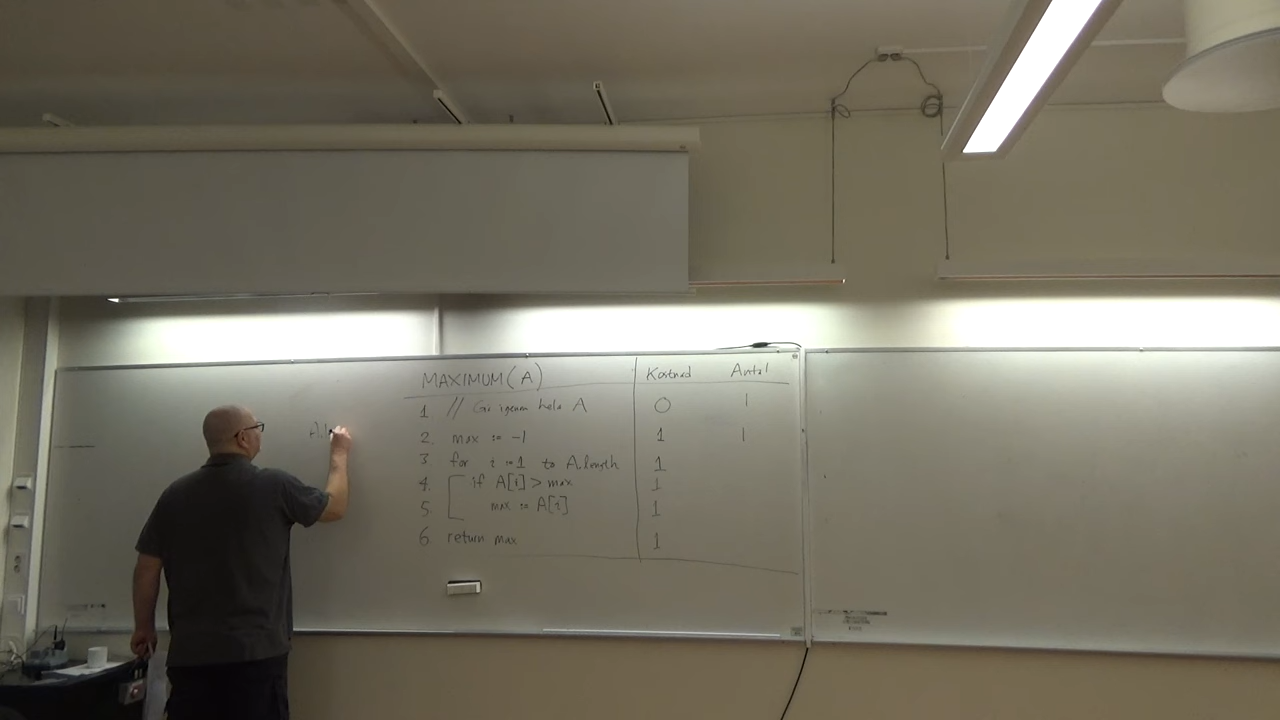 MAXIMUM(A) Kostnad Antal
1. // Gå igenom hela A 0 1
2. max := -1 1 1
3 for i := 1 to A.length 1
4. if A[i] > max 1
5. max := A[i] 1
6. return max 1